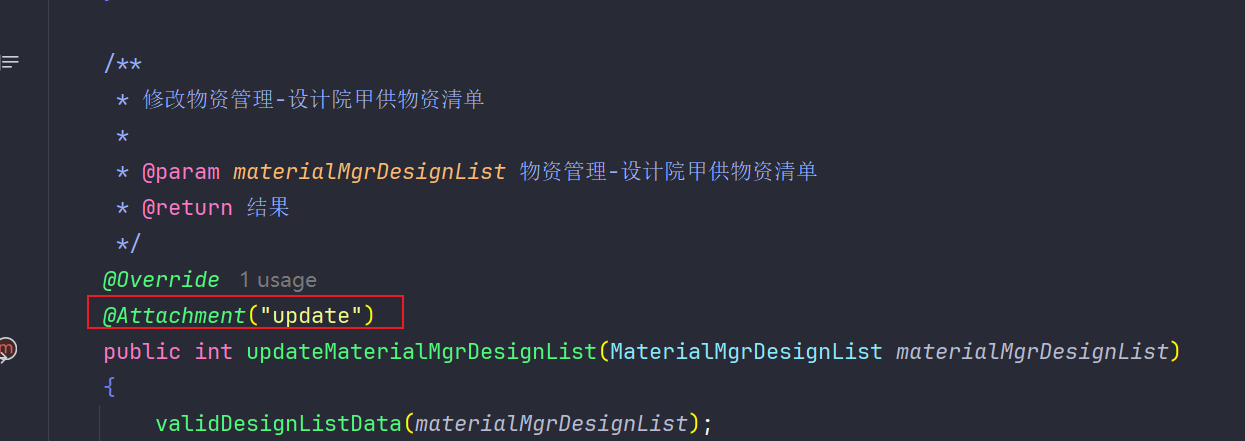 /**
* 修改物资管理-设计院甲供物资清单
*
* @param materialMgrDesignList 物资管理-设计院甲供物资清单
* @return 结果
*/
@Override 1 usage
@Attachment("update")
public int updateMaterialMgrDesignList(MaterialMgrDesignList materialMgrDesignList)
{
validDesignListData(materialMgrDesignList);